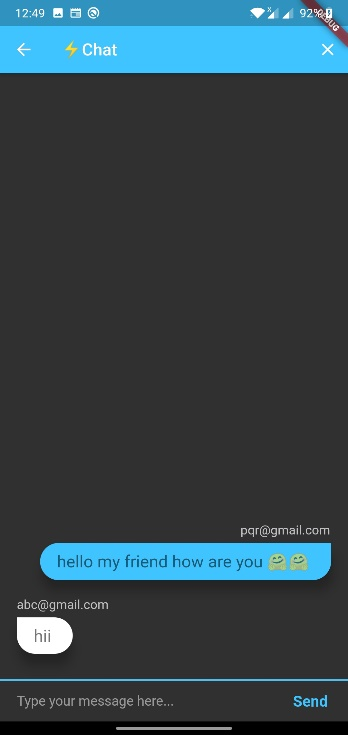 12:49 92%
DEBUG
⚡Chat
pqr@gmail.com
hello my friend how are you 🤗🤗
abc@gmail.com
hii
Type your message here... Send